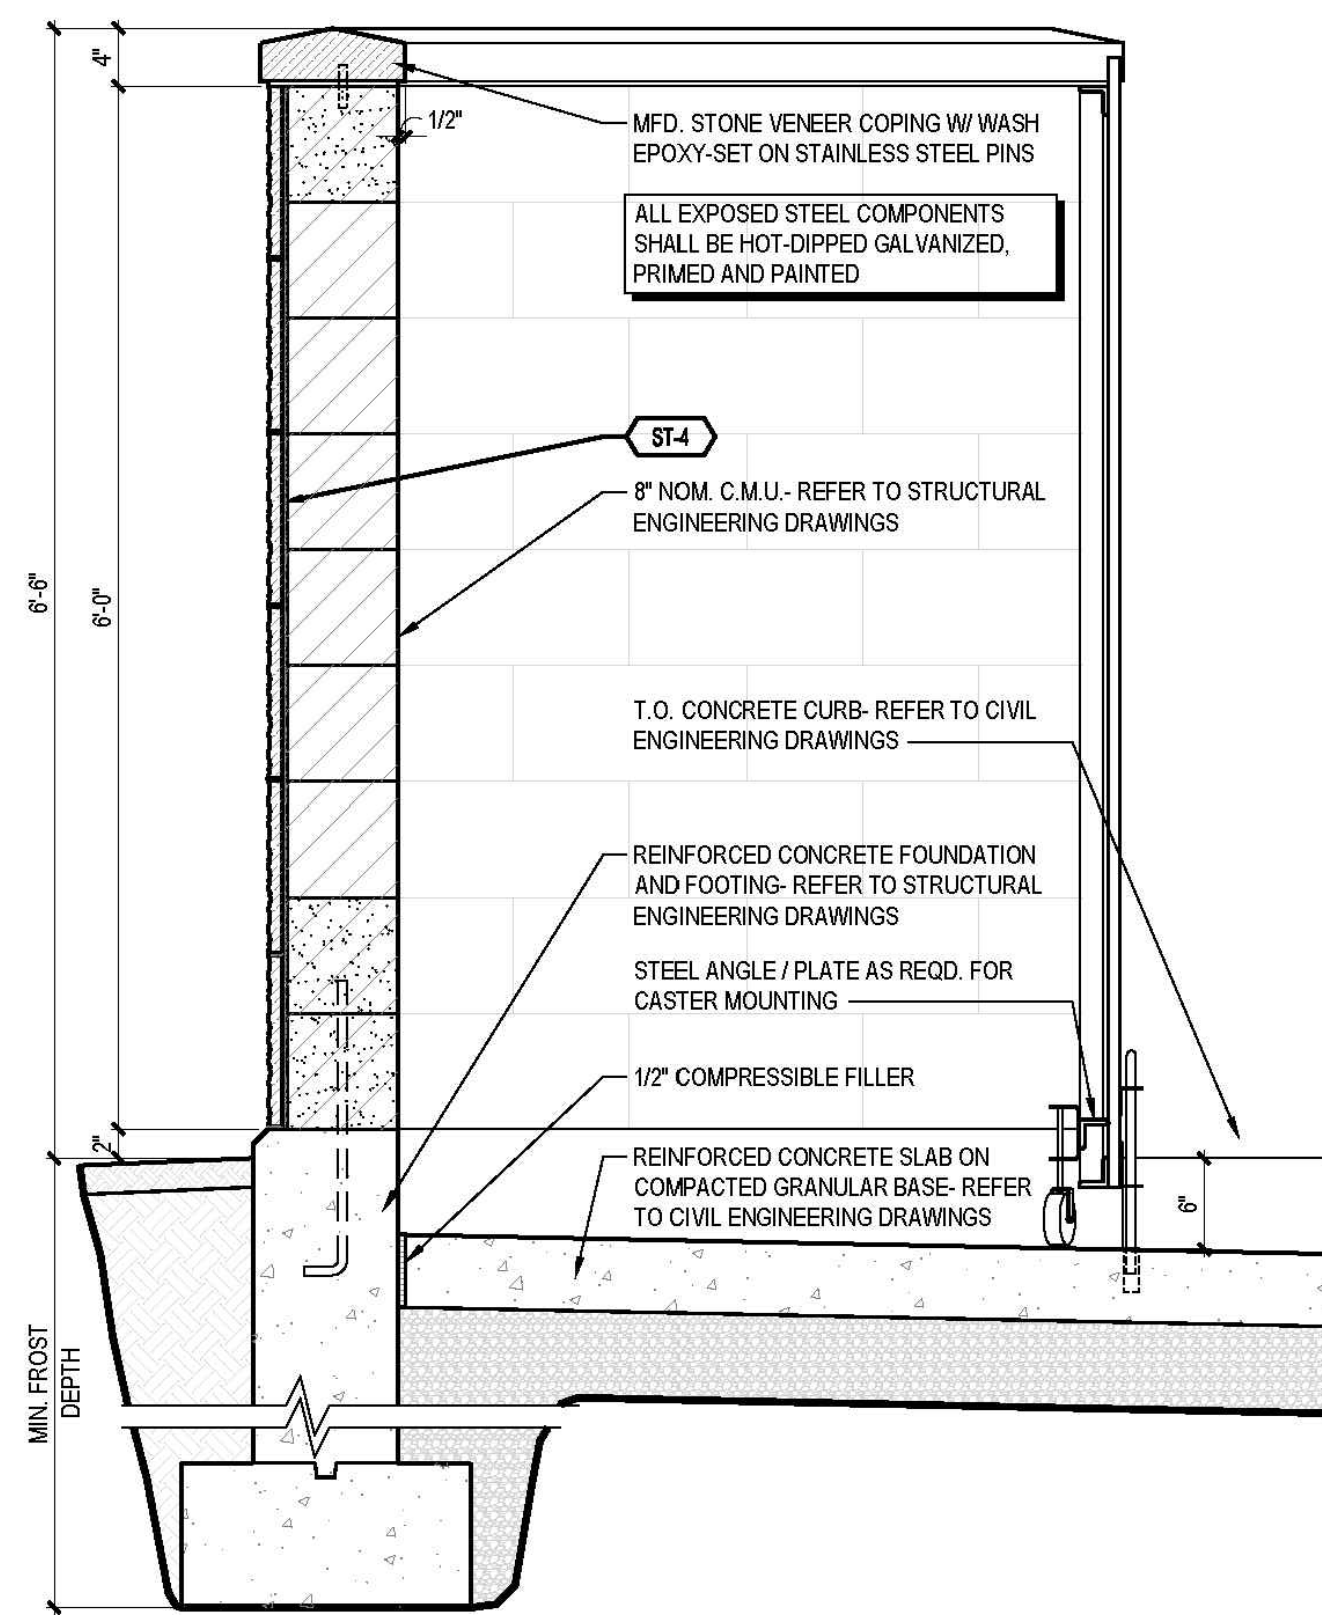 4"
1/2"
MFD. STONE VENEER COPING W/ WASH
EPOXY-SET ON STAINLESS STEEL PINS
ALL EXPOSED STEEL COMPONENTS
SHALL BE HOT-DIPPED GALVANIZED,
PRIMED AND PAINTED
ST-4
8" NOM. C.M.U.- REFER TO STRUCTURAL
ENGINEERING DRAWINGS
6'-6"
6'-0"
T.O. CONCRETE CURB- REFER TO CIVIL
ENGINEERING DRAWINGS
REINFORCED CONCRETE FOUNDATION
AND FOOTING- REFER TO STRUCTURAL
ENGINEERING DRAWINGS
STEEL ANGLE / PLATE AS REQD. FOR
CASTER MOUNTING
1/2" COMPRESSIBLE FILLER
2"
REINFORCED CONCRETE SLAB ON
COMPACTED GRANULAR BASE- REFER
TO CIVIL ENGINEERING DRAWINGS
6"
MIN. FROST
DEPTH